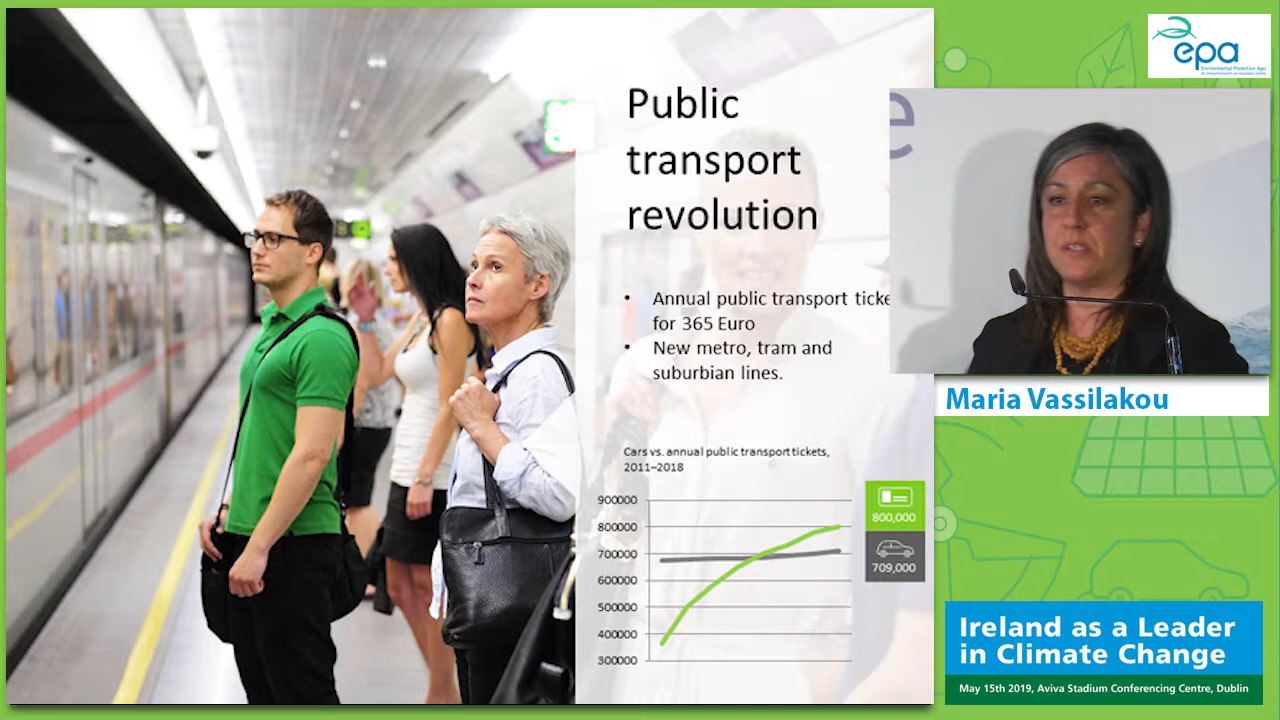 Public
transport
revolution
• Annual public transport ticke
for 365 Euro
• New metro, tram and
suburbian lines.
Cars vs. annual public transport tickets,
2011–2018
900000
800000
700000
600000
500000
400000
300000
800,000
709,000
epa
e
Maria Vassilakou
Ireland as a Leader
in Climate Change
May 15th 2019, Aviva Stadium Conferencing Centre, Dublin